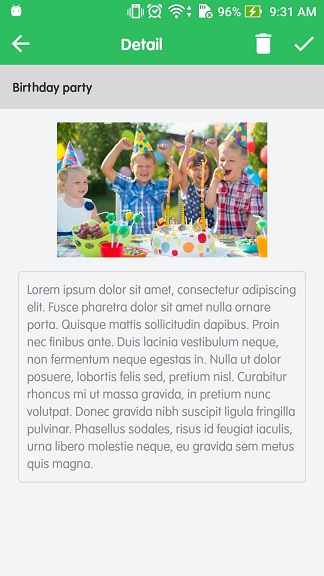 96% 9:31 AM
Detail
Birthday party
Lorem ipsum dolor sit amet, consectetur adipiscing
elit. Fusce pharetra dolor sit amet nulla ornare
porta. Quisque mattis sollicitudin dapibus. Proin
nec finibus ante. Duis lacinia vestibulum neque,
non fermentum neque egestas in. Nulla ut dolor
posuere, lobortis felis sed, pretium nisl. Curabitur
rhoncus mi ut massa gravida, in pretium nunc
volutpat. Donec gravida nibh suscipit ligula fringilla
pulvinar. Phasellus sodales, risus id feugiat iaculis,
urna libero molestie neque, eu gravida sem metus
quis magna.